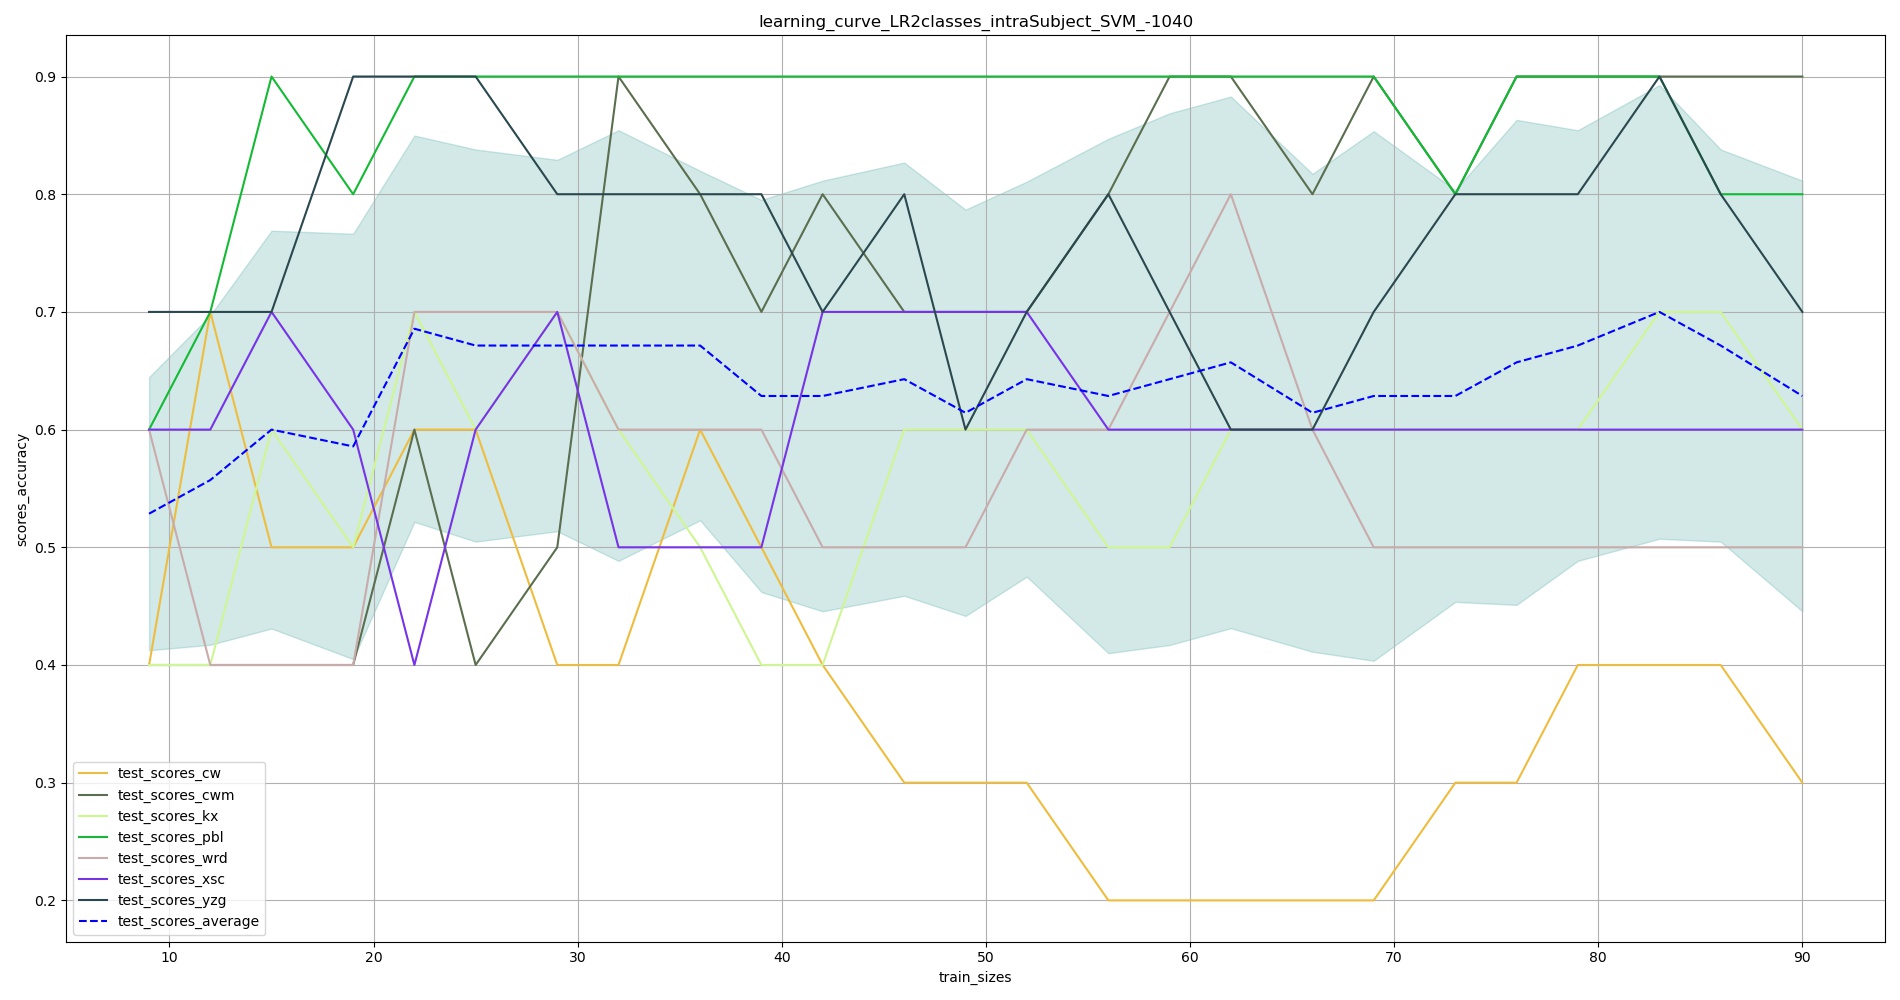 learning_curve_LR2classes_intraSubject_SVM_-1040
scores_accuracy
0.9
0.8
0.7
0.6
0.5
0.4
0.3
0.2
test_scores_cw
test_scores_cwm
test_scores_kx
test_scores_pbl
test_scores_wrd
test_scores_xsc
test_scores_yzg
test_scores_average
10 20 30 40 50 60 70 80 90
train_sizes